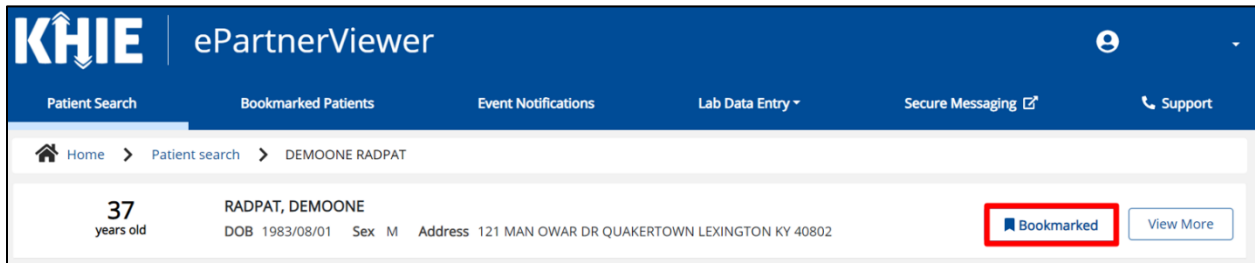 KHIE ePartnerViewer
Patient Search Bookmarked Patients Event Notifications Lab Data Entry Secure Messaging Support
Home > Patient search > DEMOONE RADPAT
37
years old
RADPAT, DEMOONE
DOB 1983/08/01 Sex M Address 121 MAN OWAR DR QUAKERTOWN LEXINGTON KY 40802
Bookmarked
View More